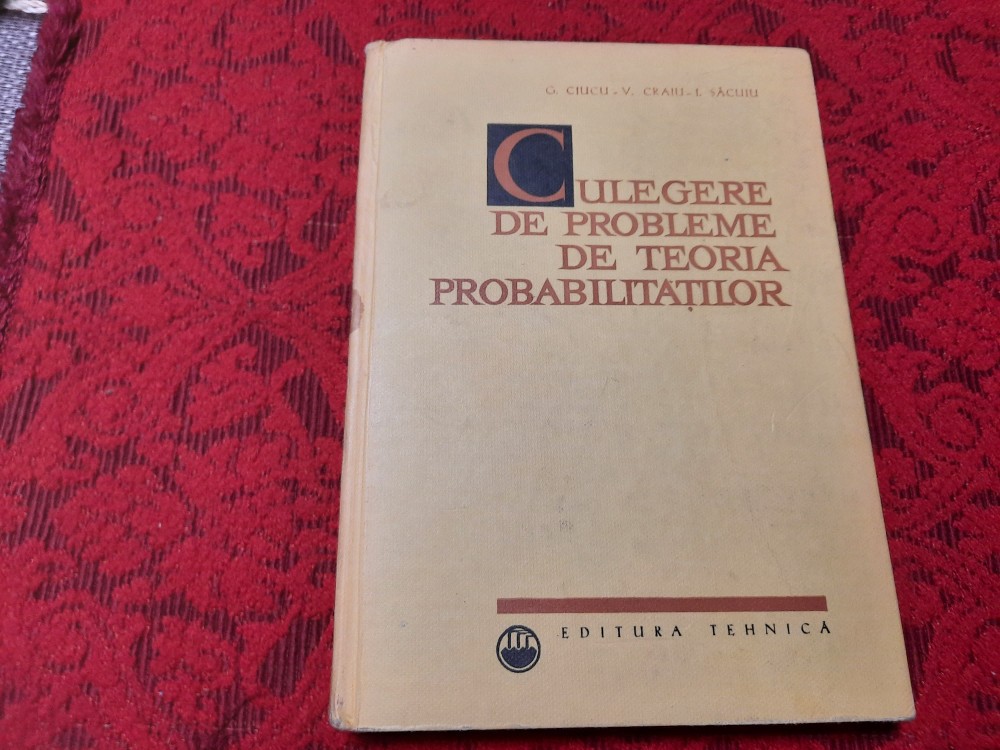 G. CIUCU - V. CRAIU - I. SĂCUIU
CULEGERE
DE PROBLEME
DE TEORIA
PROBABILITĂȚILOR
EDITURA TEHNICĂ